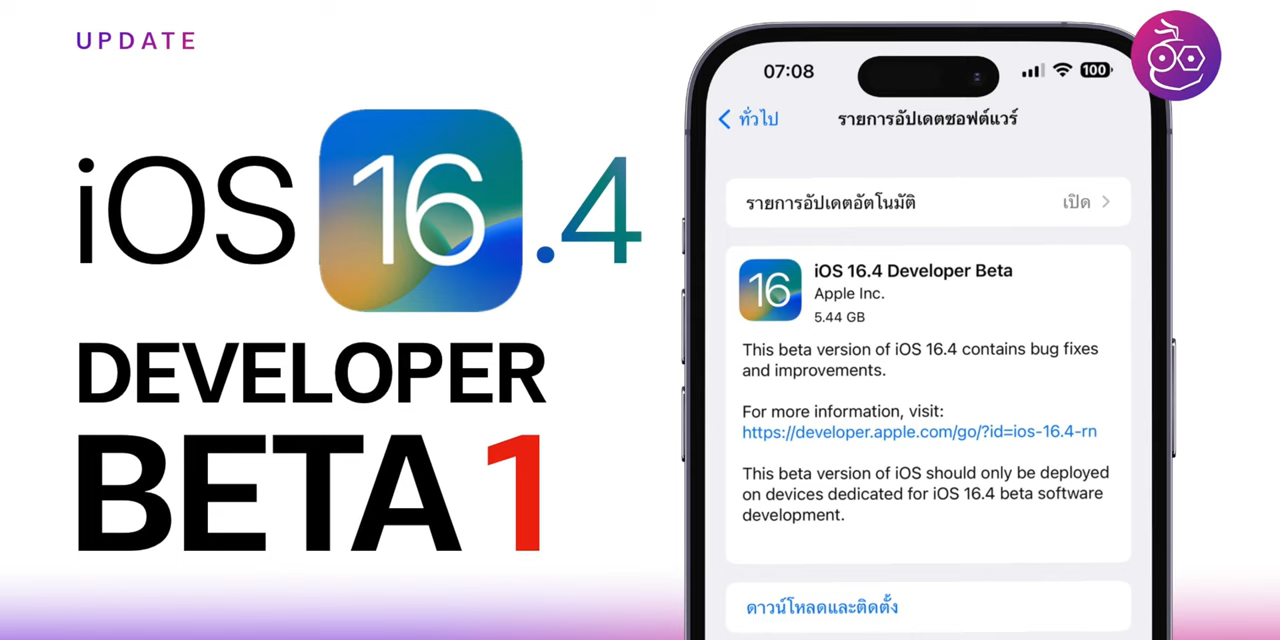 UPDATE
iOS 16.4
DEVELOPER
BETA 1
07:08
100
ทั่วไป
รายการอัปเดตซอฟต์แวร์
รายการอัปเดตอัตโนมัติ
เปิด
16
iOS 16.4 Developer Beta
Apple Inc.
5.44 GB
This beta version of iOS 16.4 contains bug fixes
and improvements.
For more information, visit:
https://developer.apple.com/go/?id=ios-16.4-rn
This beta version of iOS should only be deployed
on devices dedicated for iOS 16.4 beta software
development.
ดาวน์โหลดและติดตั้ง